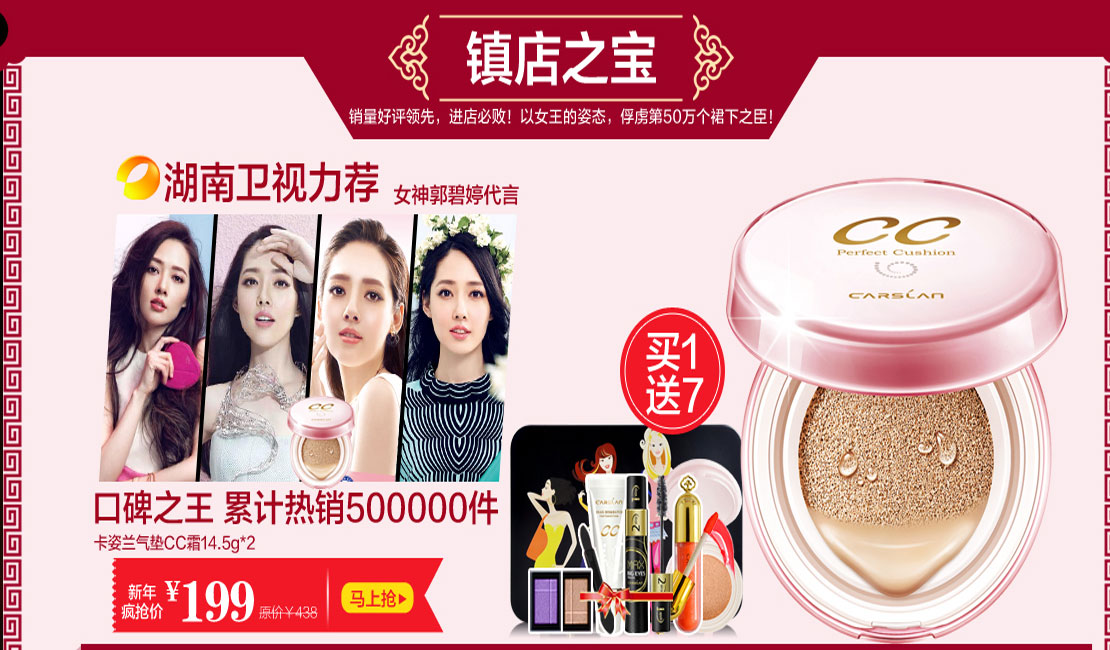 镇店之宝
销量好评领先，进店必败！以女王的姿态，俘虏第50万个裙下之臣！
湖南卫视力荐 女神郭碧婷代言
CC
Perfect Cushion
CARSLAN
买1
送7
口碑之王 累计热销500000件
卡姿兰气垫CC霜14.5g*2
新年
疯抢价
¥199 原价¥438
马上抢
CARSLAN
CC
CC